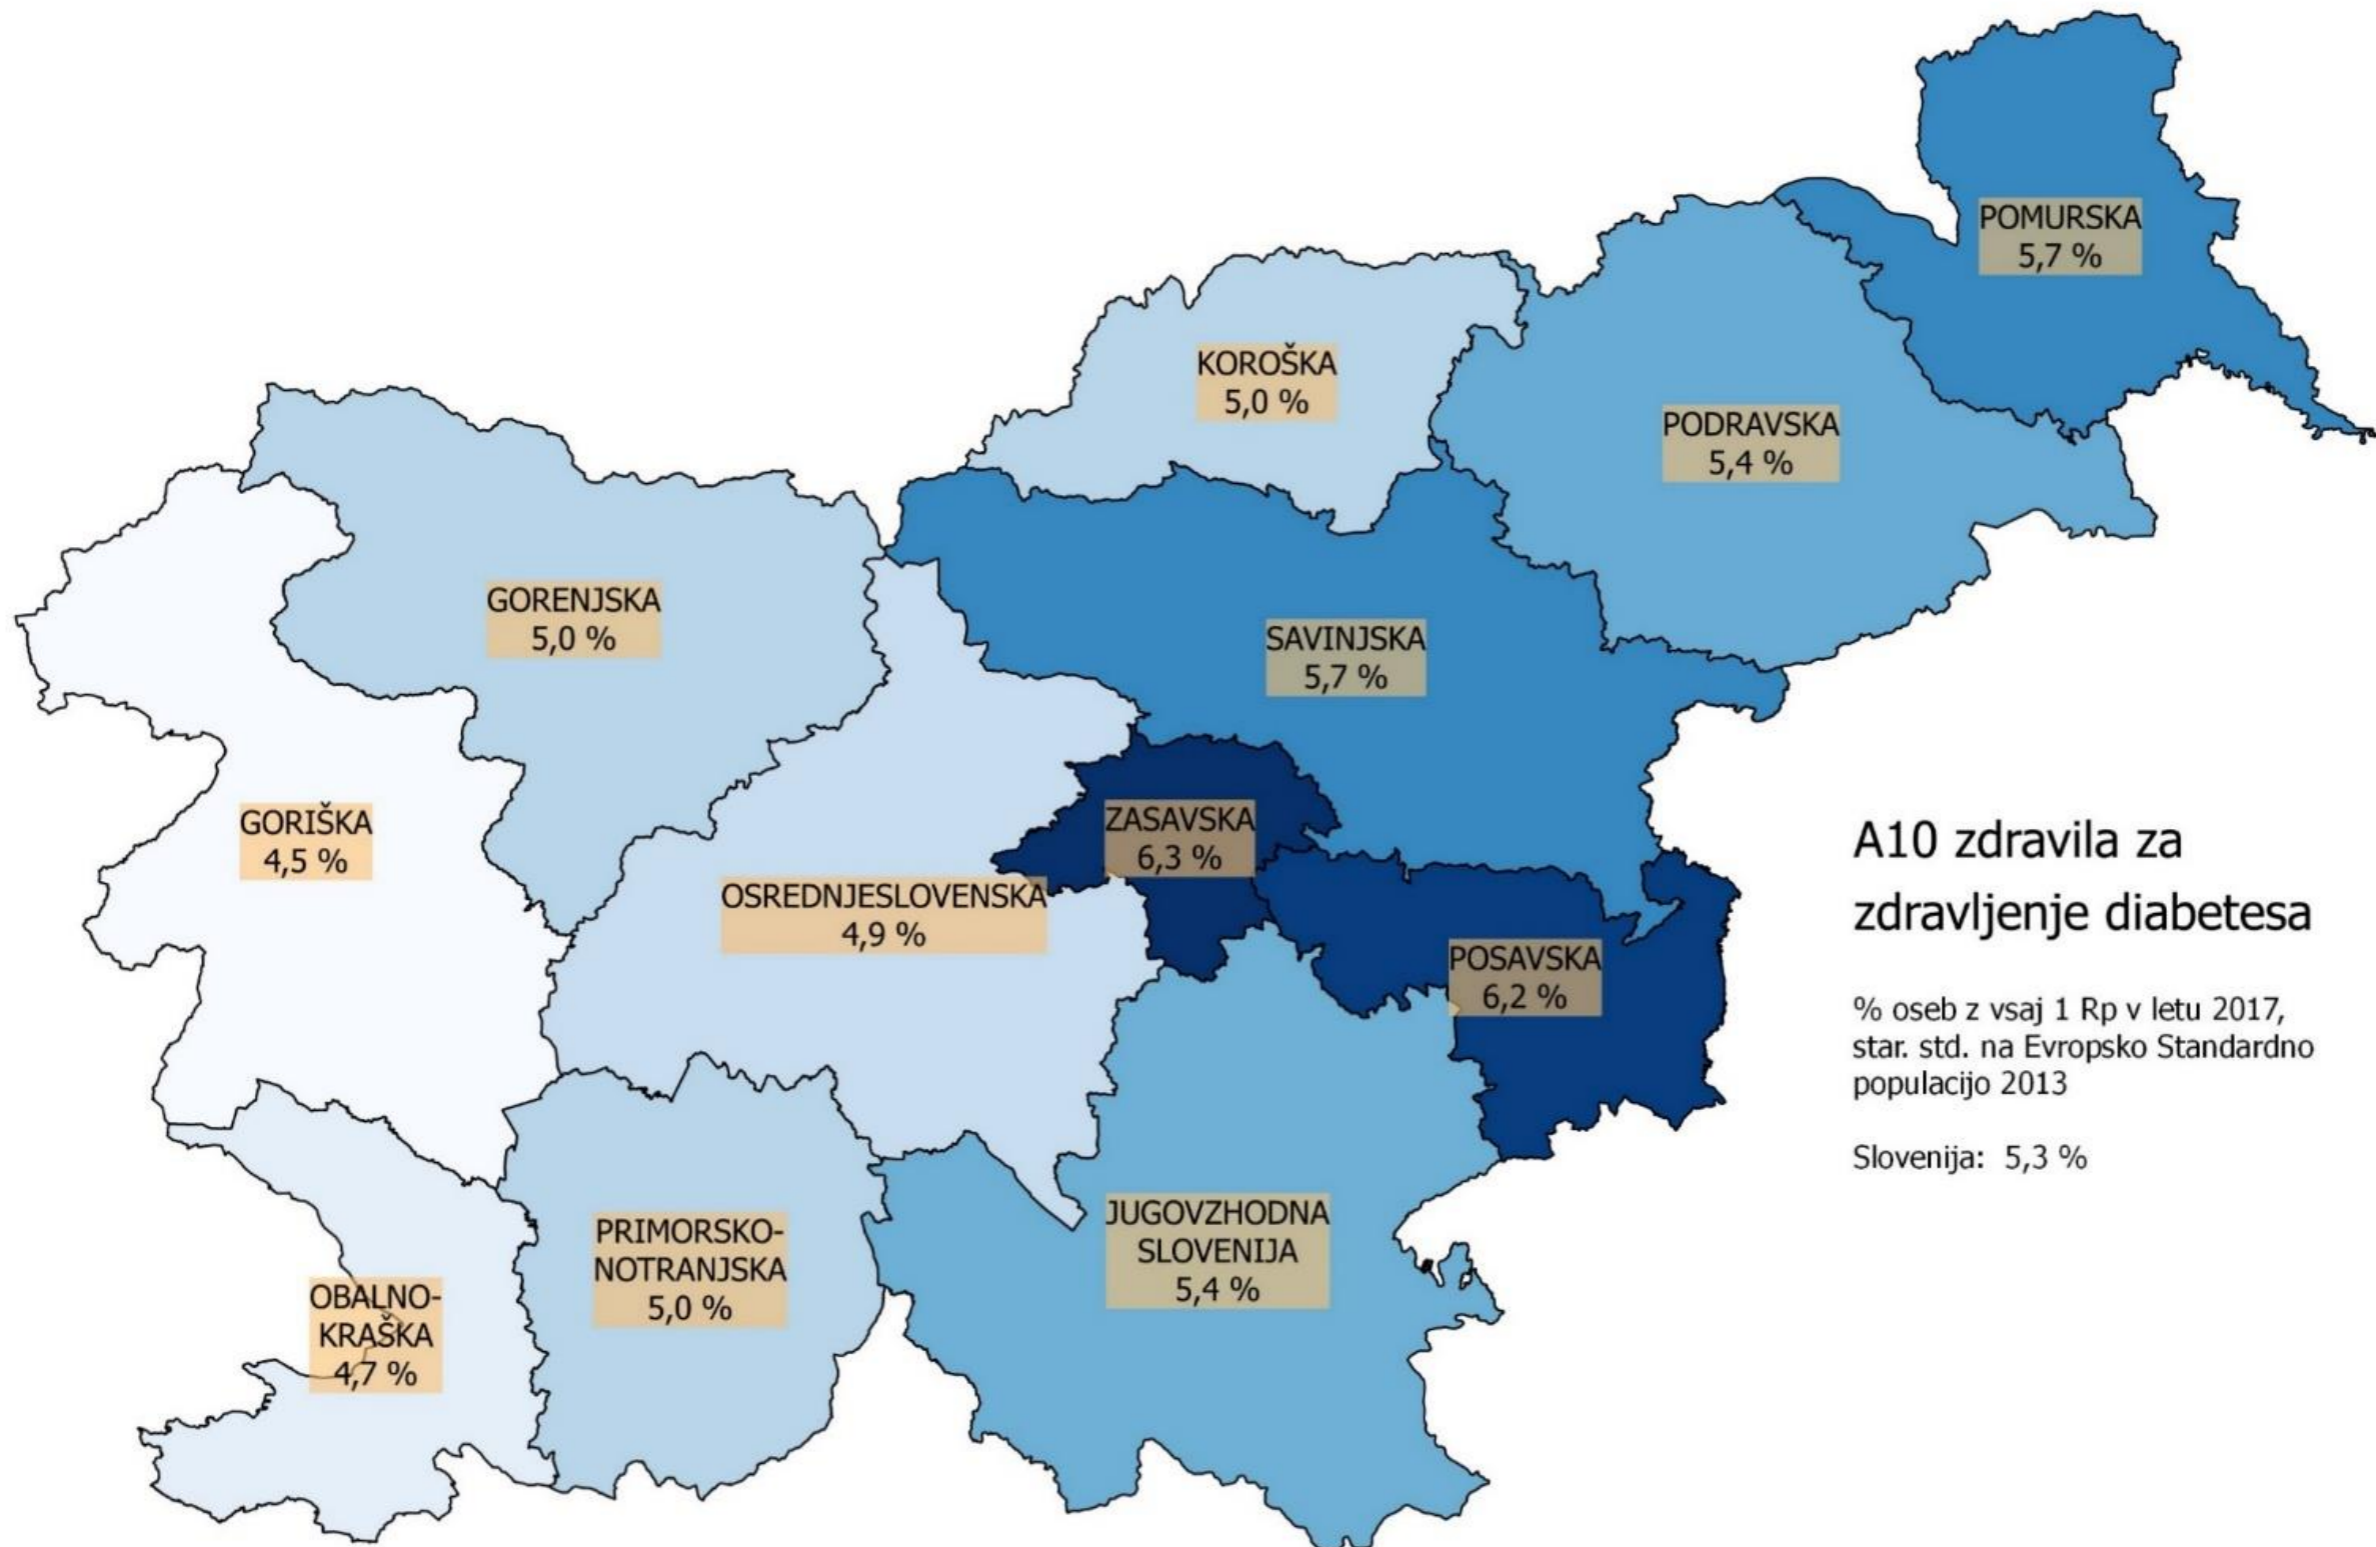 POMURSKA
5,7 %
KOROŠKA
5,0 %
PODRAVSKA
5,4 %
GORENJSKA
5,0 %
SAVINJSKA
5,7 %
GORIŠKA
4,5 %
ZASAVSKA
6,3 %
OSREDNJESLOVENSKA
4,9 %
POSAVSKA
6,2 %
JUGOVZHODNA
SLOVENIJA
5,4 %
PRIMORSKO-
NOTRANJSKA
5,0 %
OBALNO-
KRAŠKA
4,7 %
A10 zdravila za
zdravljenje diabetesa
% oseb z vsaj 1 Rp v letu 2017,
star. std. na Evropsko Standardno
populacijo 2013
Slovenija: 5,3 %